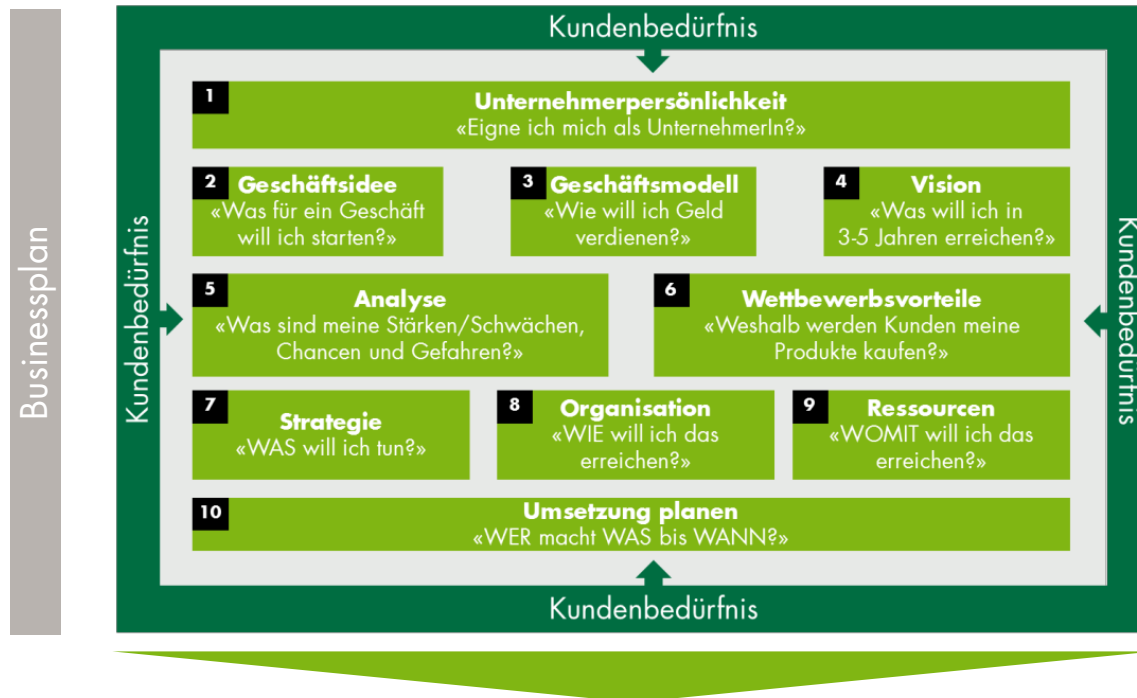 Kundenbedürfnis
Businessplan
Kundenbedürfnis
Kundenbedürfnis
1
Unternehmerpersönlichkeit
«Eigne ich mich als UnternehmerIn?»
2
Geschäftsidee
«Was für ein Geschäft
will ich starten?»
3
Geschäftsmodell
«Wie will ich Geld
verdienen?»
4
Vision
«Was will ich in
3-5 Jahren erreichen?»
5
Analyse
«Was sind meine Stärken/Schwächen,
Chancen und Gefahren?»
6
Wettbewerbsvorteile
«Weshalb werden Kunden meine
Produkte kaufen?»
7
Strategie
«WAS will ich tun?»
8
Organisation
«WIE will ich das
erreichen?»
9
Ressourcen
«WOMIT will ich das
erreichen?»
10
Umsetzung planen
«WER macht WAS bis WANN?»
Kundenbedürfnis